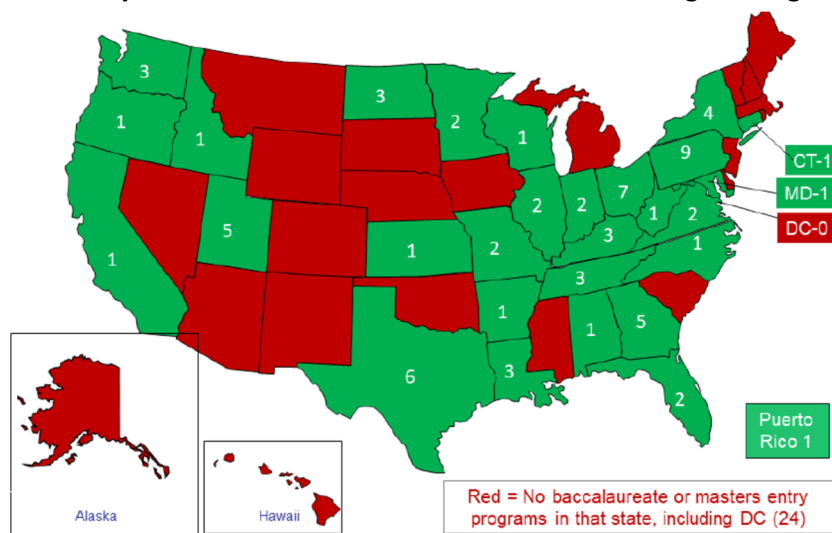 3
3
2
1
1
1
4
9
CT-1
MD-1
DC-0
5
2
2
7
1
2
3
1
1
2
1
3
1
1
5
6
3
2
Puerto
Rico 1
Alaska
Hawaii
Red = No baccalaureate or masters entry
programs in that state, including DC (24)